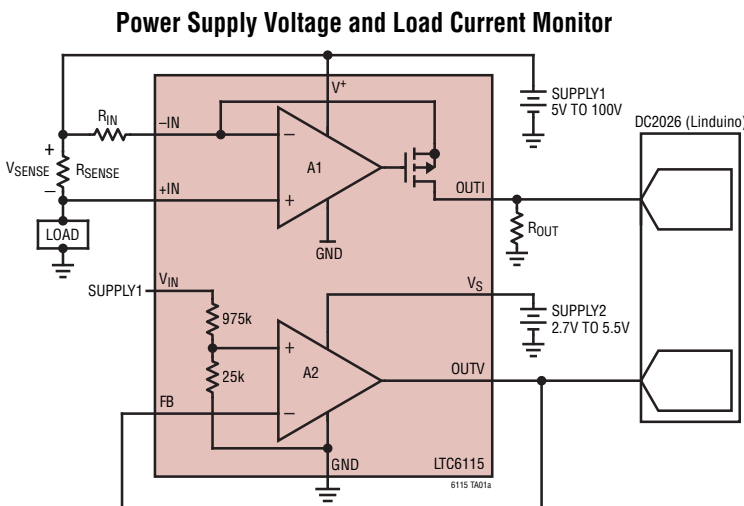 Power Supply Voltage and Load Current Monitor
V+
SUPPLY1
5V TO 100V
DC2026 (Linduino)
RIN
–IN
+
VSENSE
RSENSE
–
–
A1
+
+IN
OUTI
LOAD
ROUT
GND
VIN
SUPPLY1
VS
975k
SUPPLY2
2.7V TO 5.5V
+
A2
–
25k
OUTV
FB
GND
LTC6115
6115 TA01a